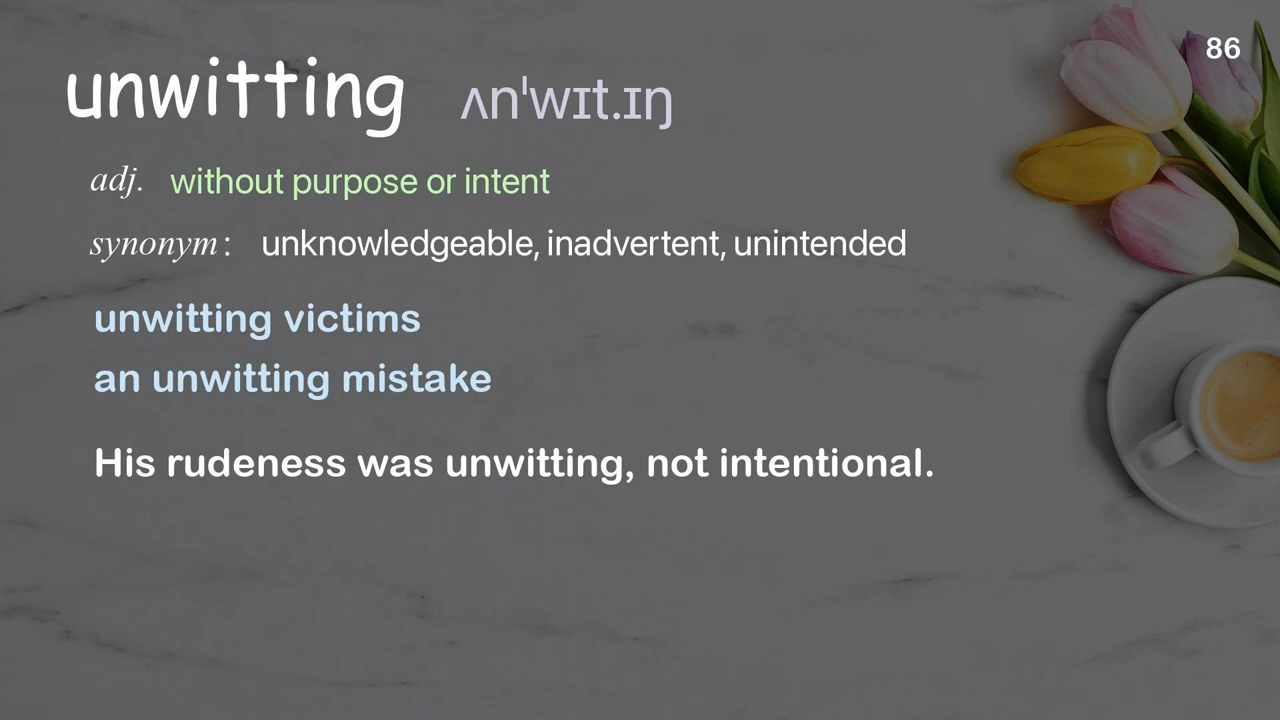 86
unwitting ʌnˈwɪt.ɪŋ
adj. without purpose or intent
synonym: unknowledgeable, inadvertent, unintended
unwitting victims
an unwitting mistake
His rudeness was unwitting, not intentional.